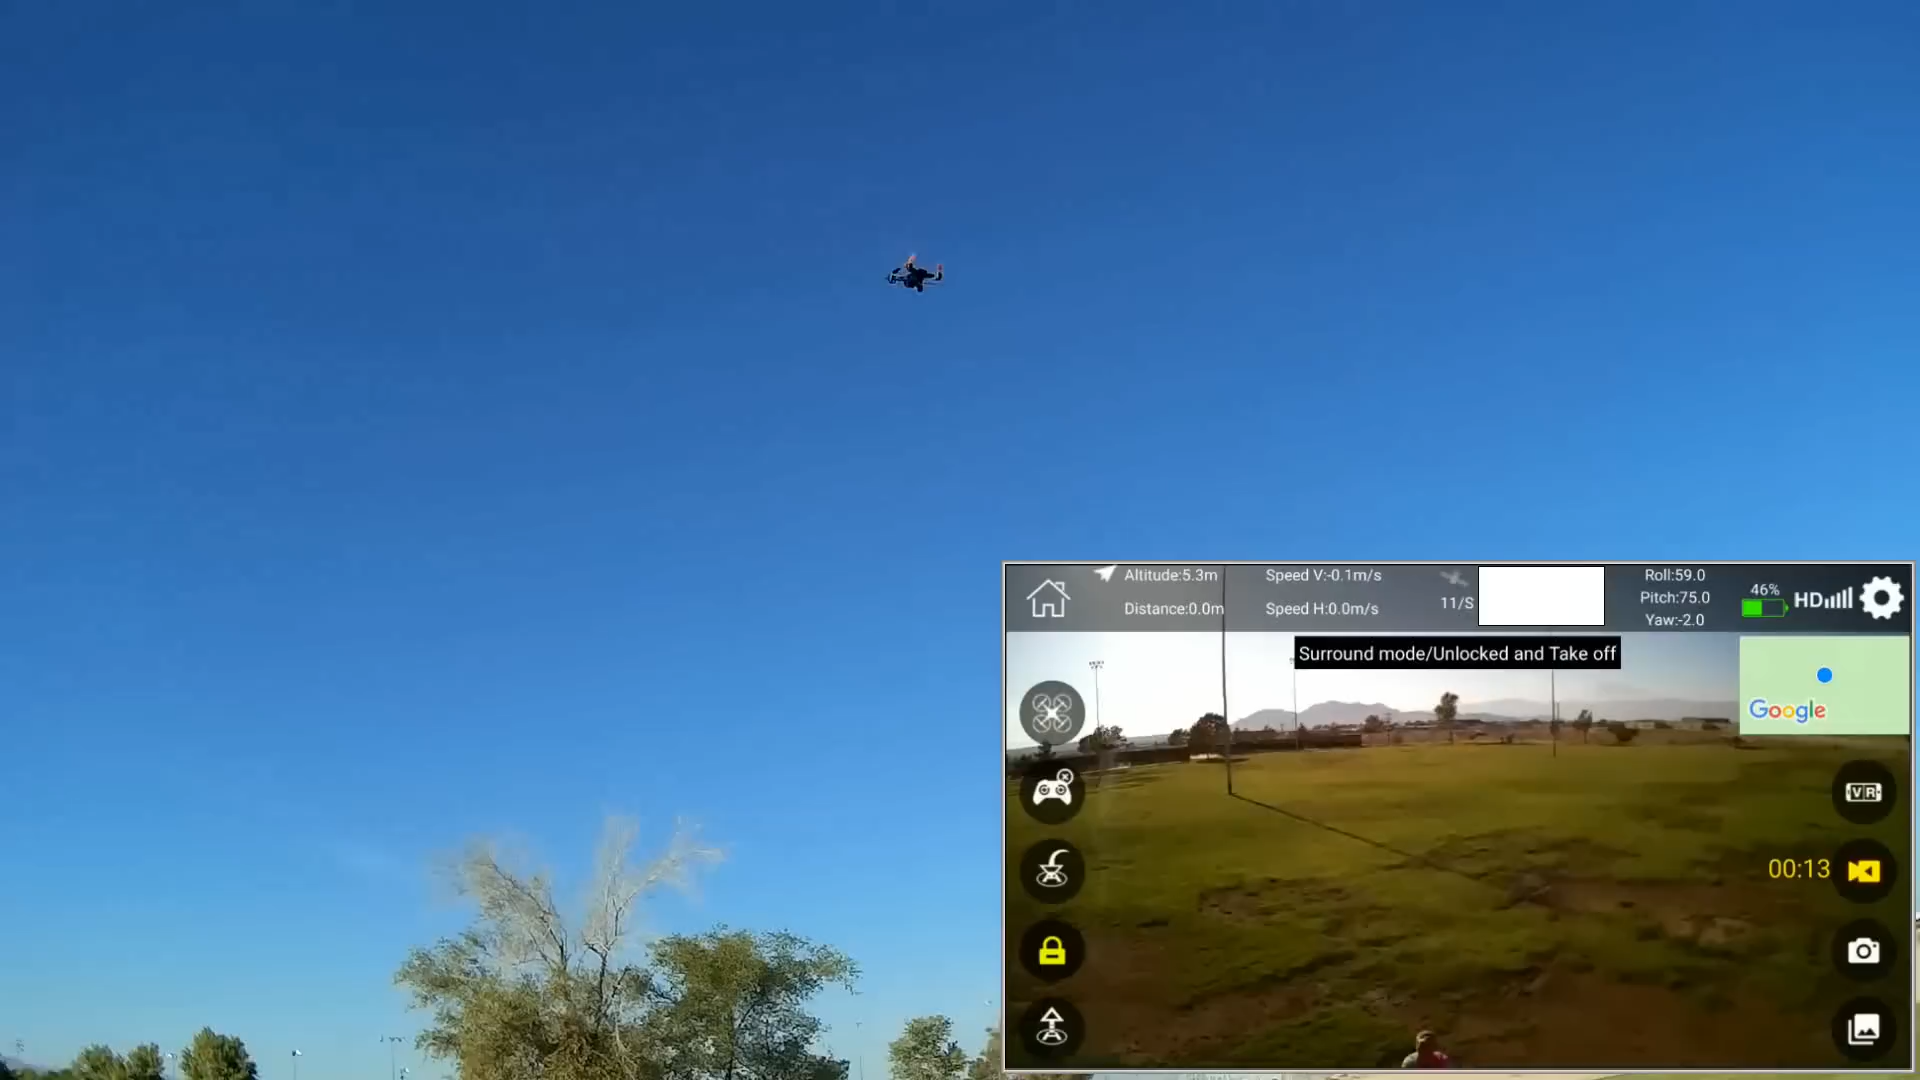 Altitude:5.3m
Speed V:-0.1m/s
Distance:0.0m
Speed H:0.0m/s
11/S
Roll:59.0
Pitch:75.0
Yaw:-2.0
46%
HD
Surround mode/Unlocked and Take off
Google
VR
00:13